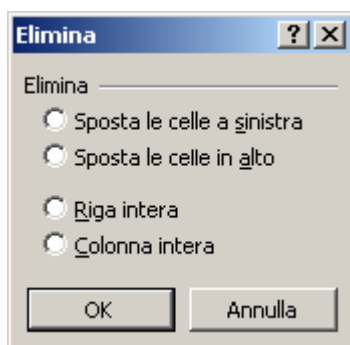 Elimina
Elimina
Sposta le celle a sinistra
Sposta le celle in alto
Riga intera
Colonna intera
OK Annulla